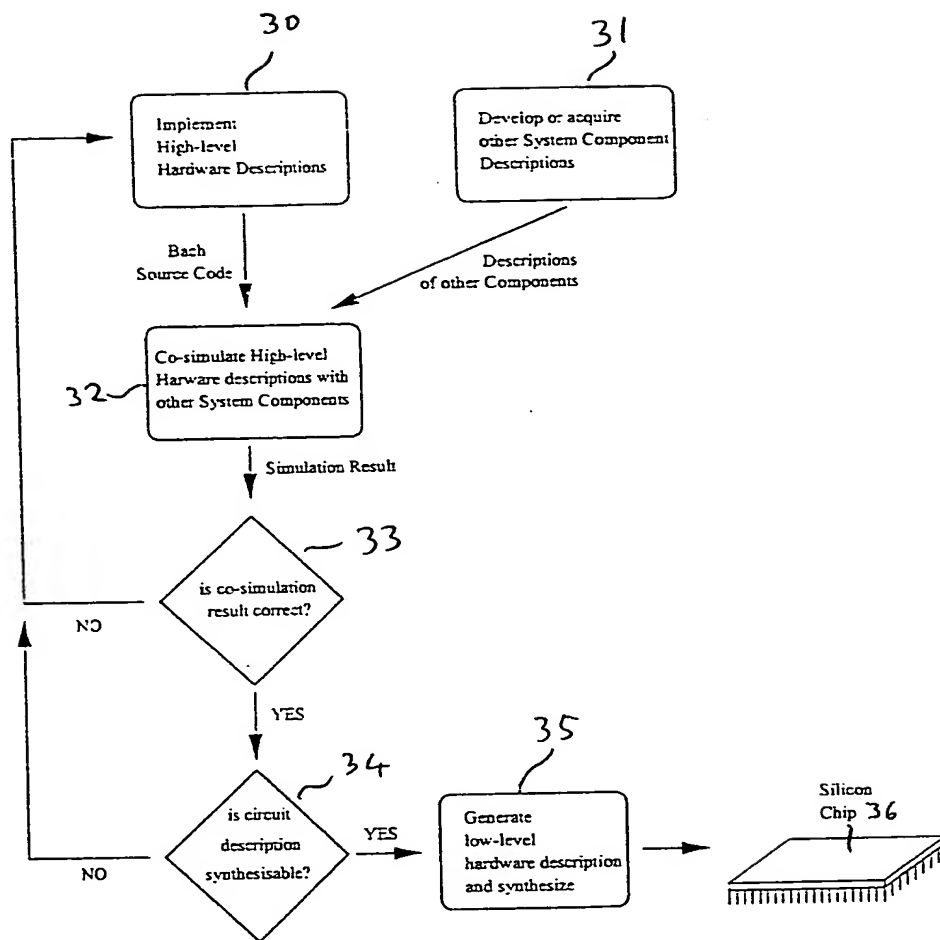 30
31
Implement
High-level
Hardware Descriptions
Develop or acquire
other System Component
Descriptions
Bach
Source Code
Descriptions
of other Components
32
Co-simulate High-level
Harware descriptions with
other System Components
Simulation Result
33
is co-simulation
result correct?
NO
YES
34
35
is circuit
description
synthesisable?
NO
YES
Generate
low-level
hardware description
and synthesize
Silicon
Chip 36